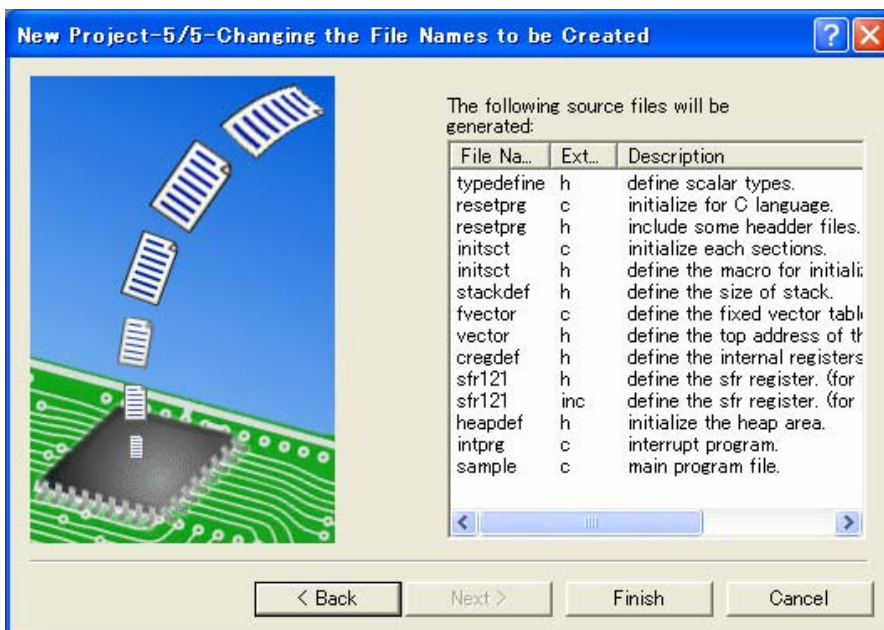 New Project-5/5-Changing the File Names to be Created
The following source files will be
generated:
File Na... Ext... Description
typedefine h define scalar types.
resetprg c initialize for C language.
resetprg h include some headder files.
initsct c initialize each sections.
initsct h define the macro for initializ
stackdef h define the size of stack.
fvector c define the fixed vector table
vector h define the top address of th
cregdef h define the internal registers
sfr121 h define the sfr register. (for
sfr121 inc define the sfr register. (for
heapdef h initialize the heap area.
intprg c interrupt program.
sample c main program file.
< Back Next > Finish Cancel